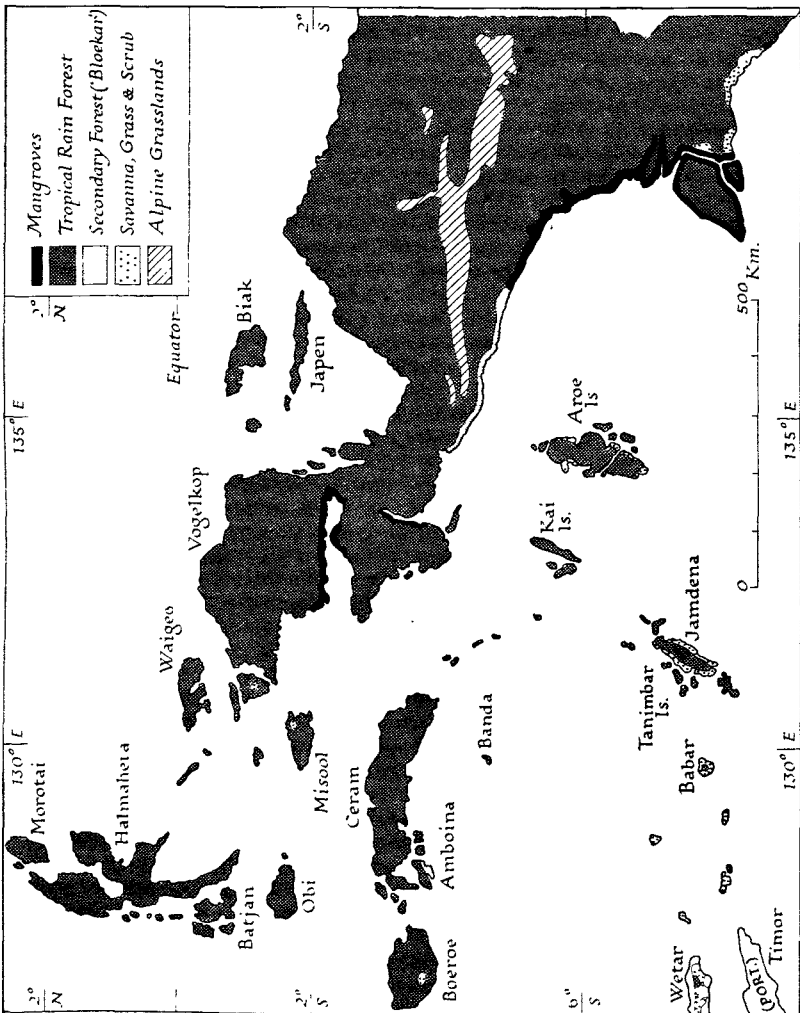 Mangroves
Tropical Rain Forest
Secondary Forest ('Bloekar')
Savanna, Grass & Scrub
Alpine Grasslands
130° E
135° E
2° N
2° N
Equator
2° S
2° S
6° S
130° E
135° E
Morotai
Halmaheta
Batjan
Obi
Waigeo
Misool
Vogelkop
Biak
Japen
Ceram
Amboina
Boeroe
Banda
Kai
Is.
Aroe
Is
Tanimbar
Is.
Jamdena
Babar
Wetar
(PORT.)
Timor
0
500 Km.